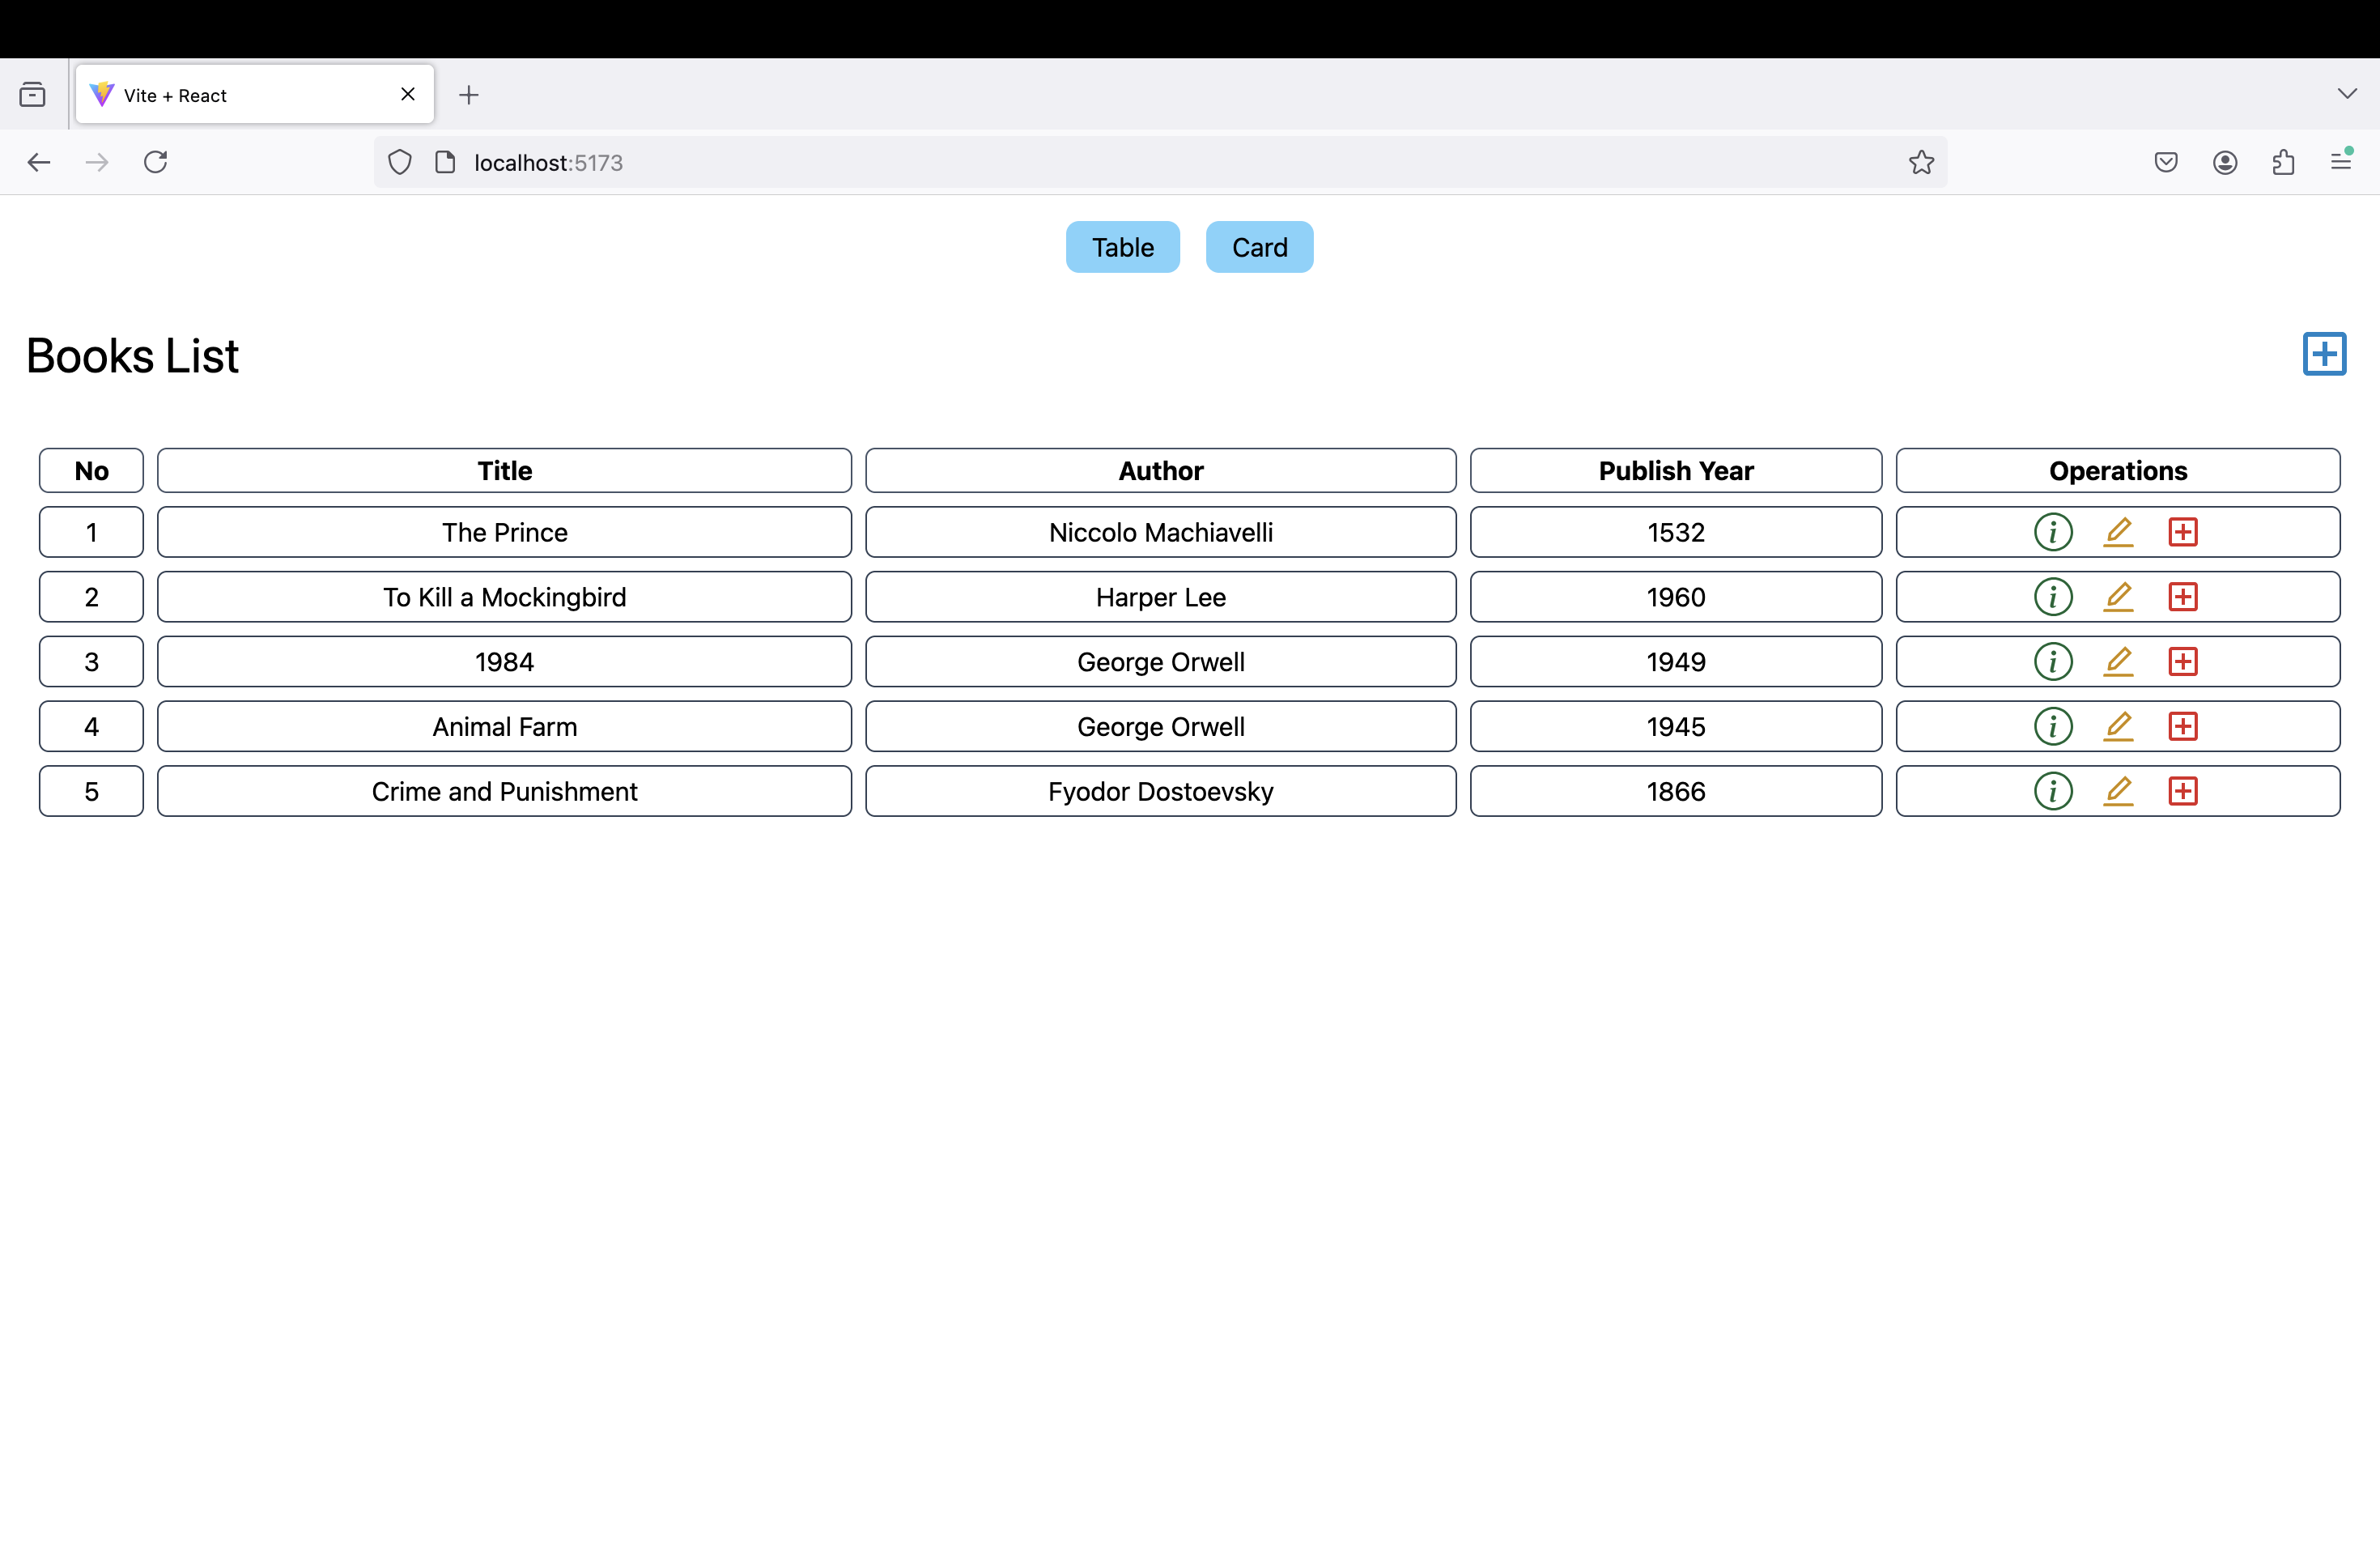 Vite + React
localhost:5173
Table Card
Books List
No Title Author Publish Year Operations
1 The Prince Niccolo Machiavelli 1532
2 To Kill a Mockingbird Harper Lee 1960
3 1984 George Orwell 1949
4 Animal Farm George Orwell 1945
5 Crime and Punishment Fyodor Dostoevsky 1866